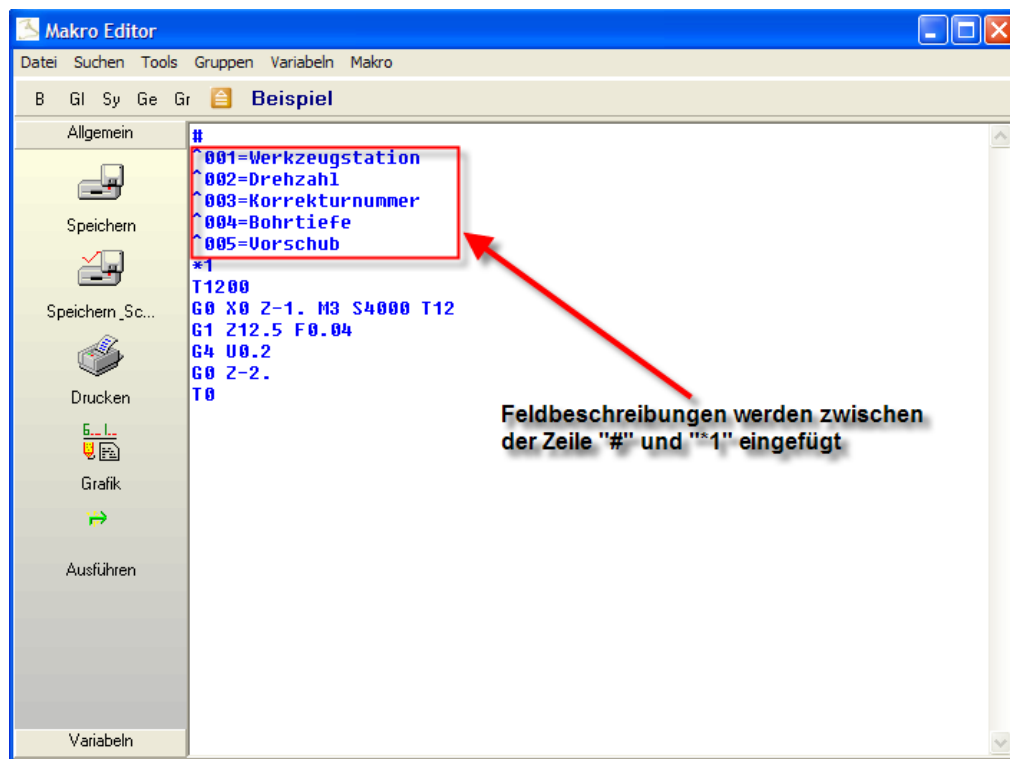 Makro Editor
Datei Suchen Tools Gruppen Variabeln Makro
B Gl Sy Ge Gr Beispiel
Allgemein
Speichern
Speichern_Sc...
Drucken
Grafik
Ausführen
Variabeln
#
^001=Werkzeugstation
^002=Drehzahl
^003=Korrekturnummer
^004=Bohrtiefe
^005=Vorschub
*1
T1200
G0 X0 Z-1. M3 S4000 T12
G1 Z12.5 F0.04
G4 U0.2
G0 Z-2.
T0
Feldbeschreibungen werden zwischen
der Zeile "#" und "*1" eingefügt